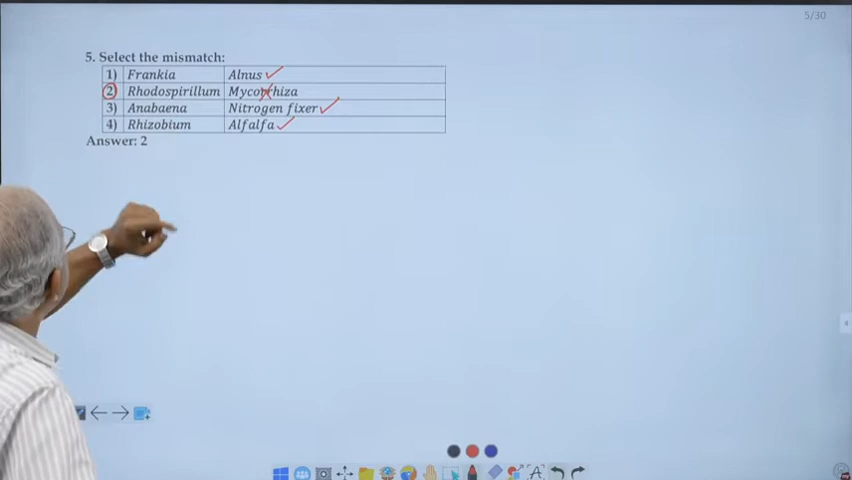 5/30
5. Select the mismatch:
1) Frankia Alnus
2) Rhodospirillum Mycorrhiza
3) Anabaena Nitrogen fixer
4) Rhizobium Alfalfa
Answer: 2